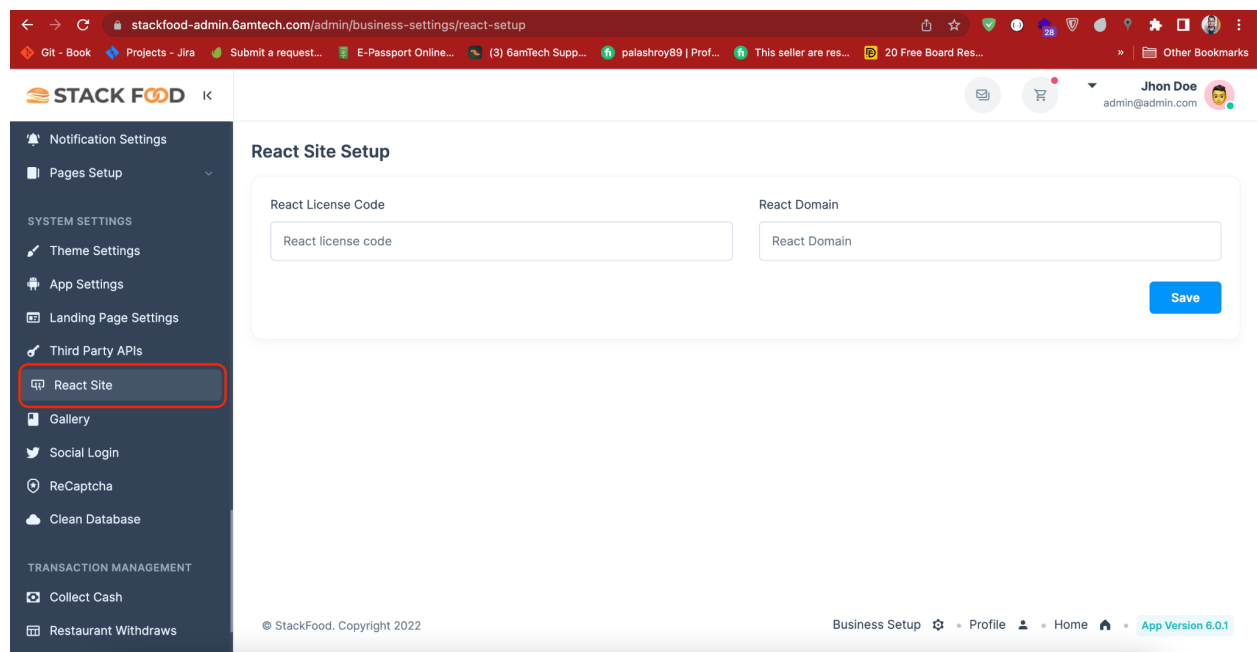 stackfood-admin.6amtech.com/admin/business-settings/react-setup
28
Git - Book Projects - Jira Submit a request... E-Passport Online... (3) 6amTech Supp... palashroy89 | Prof... This seller are res... 20 Free Board Res... » Other Bookmarks
STACK FOOD
Jhon Doe
admin@admin.com
Notification Settings
Pages Setup
SYSTEM SETTINGS
Theme Settings
App Settings
Landing Page Settings
Third Party APIs
React Site
Gallery
Social Login
ReCaptcha
Clean Database
TRANSACTION MANAGEMENT
Collect Cash
Restaurant Withdraws
React Site Setup
React License Code
React license code
React Domain
React Domain
Save
© StackFood. Copyright 2022
Business Setup Profile Home App Version 6.0.1